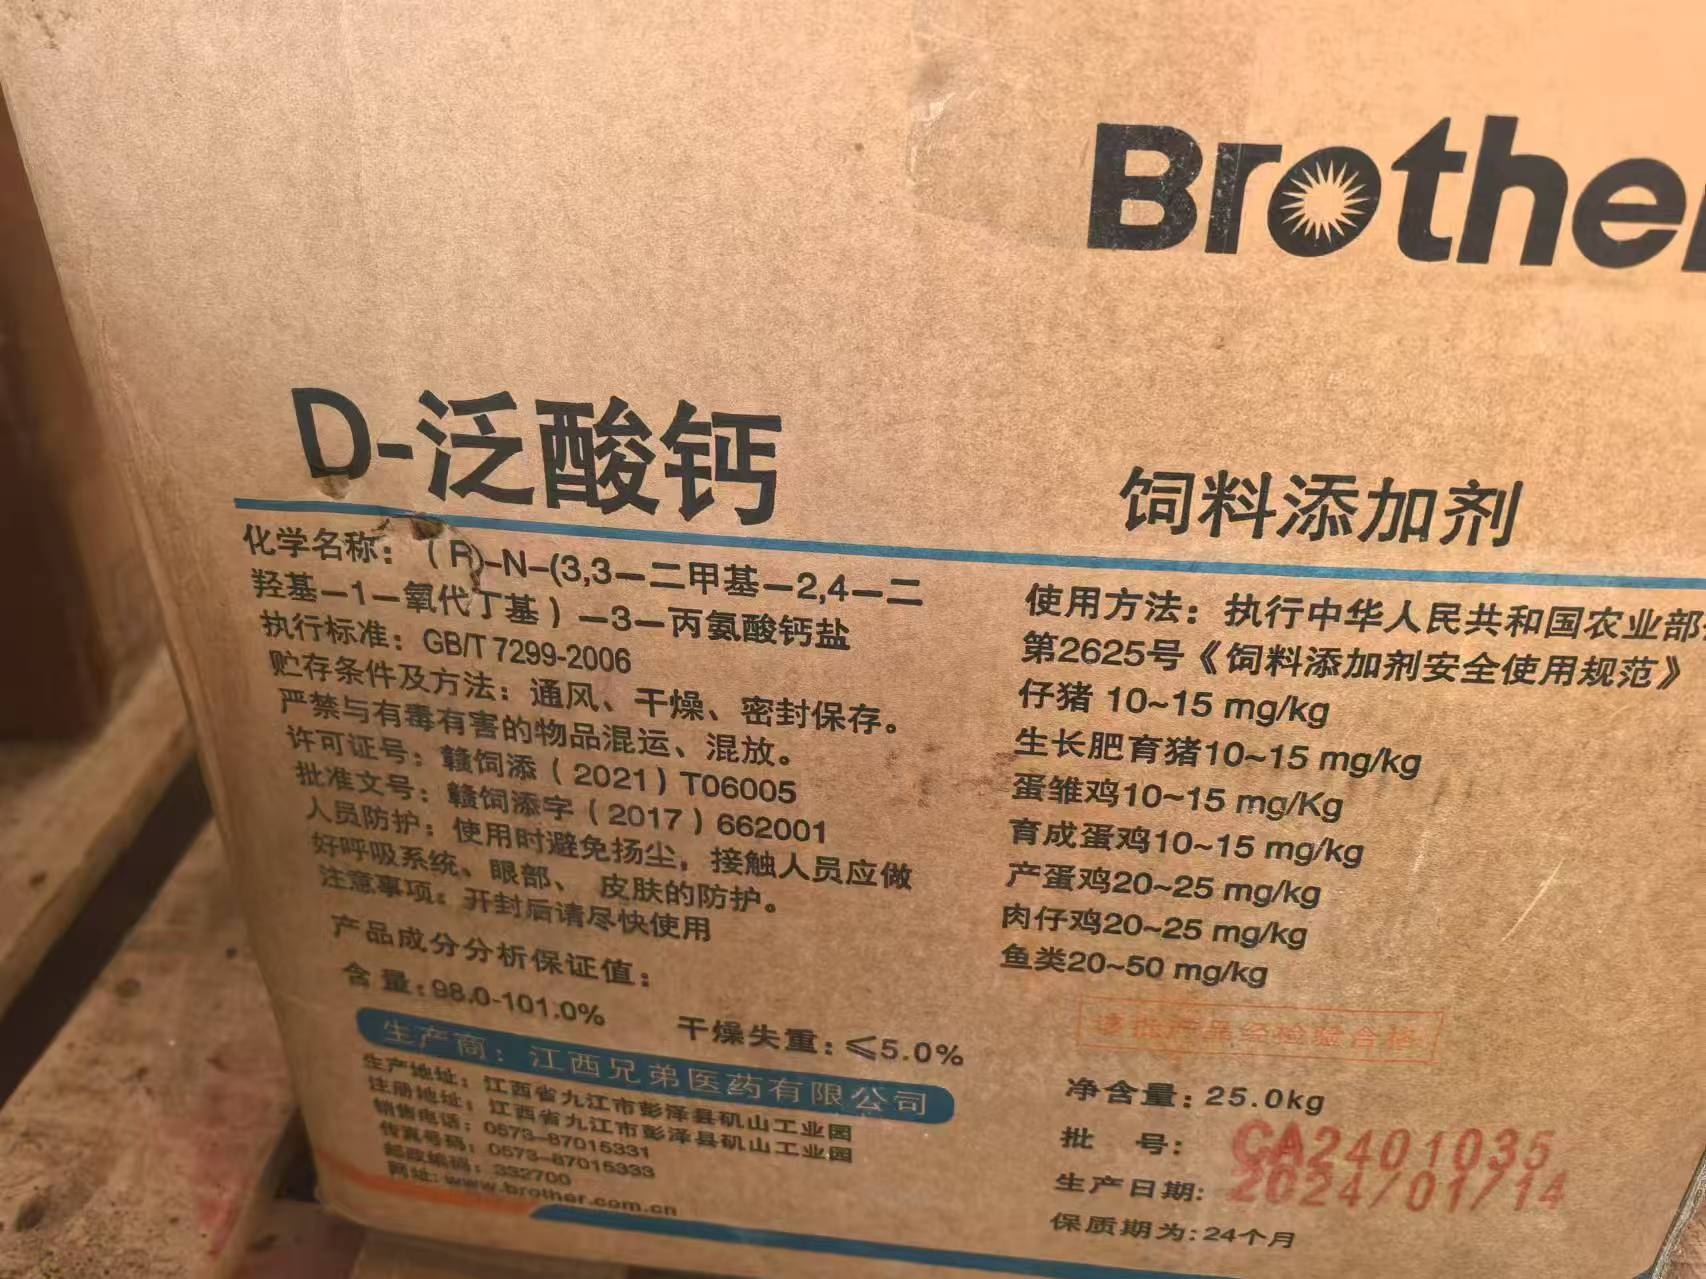 Brother
D-泛酸钙
饲料添加剂
化学名称：（R)-N-(3,3-二甲基-2,4-二
羟基-1-氧代丁基）-3-丙氨酸钙盐
执行标准：GB/T 7299-2006
贮存条件及方法：通风、干燥、密封保存。
严禁与有毒有害的物品混运、混放。
许可证号：赣饲添（2021）T06005
批准文号：赣饲添字（2017）662001
人员防护：使用时避免扬尘，接触人员应做
好呼吸系统、眼部、皮肤的防护。
注意事项：开封后请尽快使用
产品成分分析保证值：
含量:98.0-101.0% 干燥失重：≤5.0%
生产商：江西兄弟医药有限公司
生产地址：江西省九江市彭泽县矶山工业园
注册地址：江西省九江市彭泽县矶山工业园
销售电话：0573-87015331
传真号码：0573-87015333
邮政编码：332700
网址:www.brother.com.cn
使用方法：执行中华人民共和国农业部
第2625号《饲料添加剂安全使用规范》
仔猪 10~15 mg/kg
生长肥育猪10~15 mg/kg
蛋雏鸡10~15 mg/Kg
育成蛋鸡10~15 mg/kg
产蛋鸡20~25 mg/kg
肉仔鸡20~25 mg/kg
鱼类20~50 mg/kg
品经检验合格
净含量：25.0kg
批 号：CA2401035
生产日期：2024/01/14
保质期为:24个月